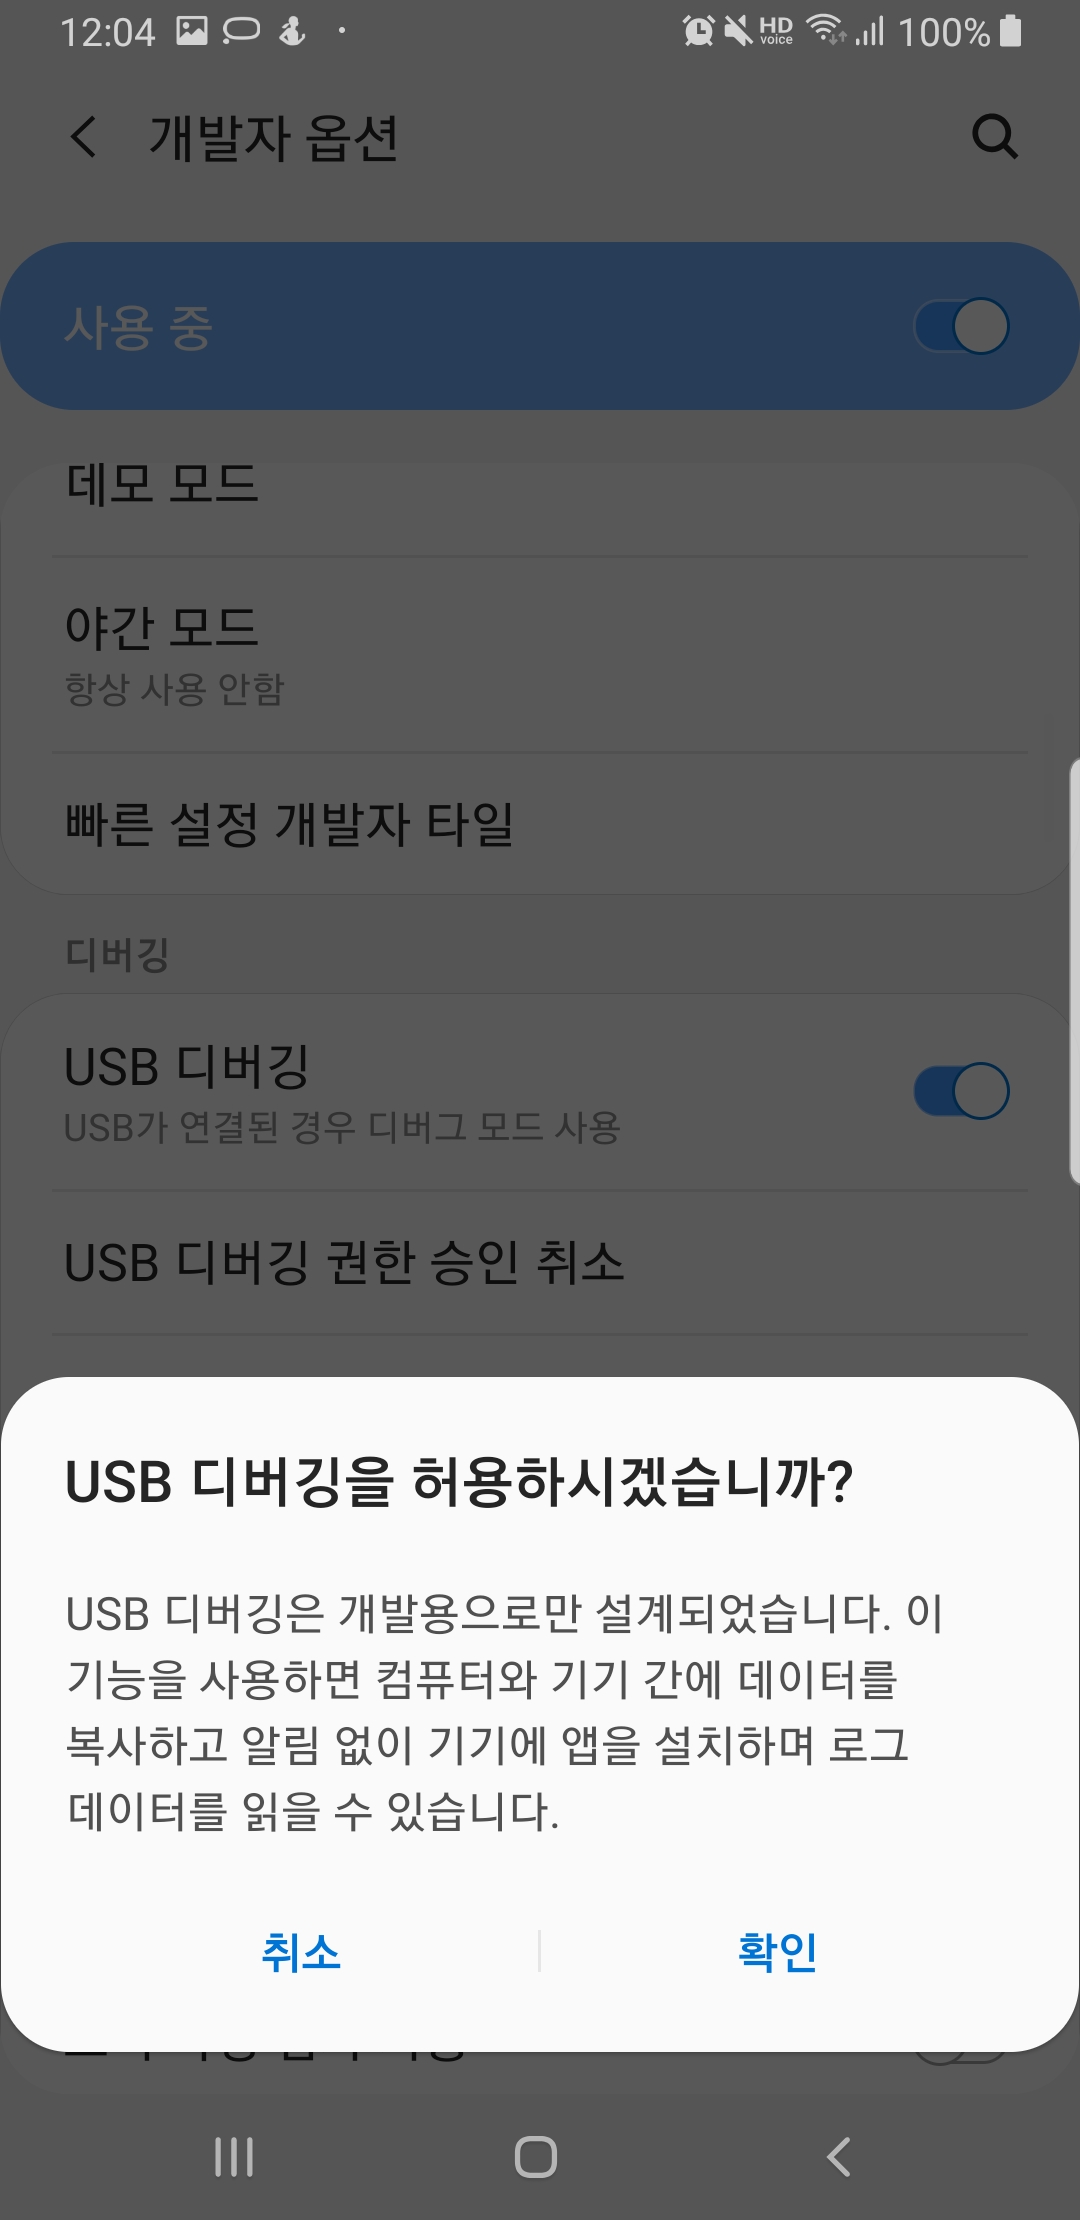 12:04
HD voice
100%
개발자 옵션
사용 중
데모 모드
야간 모드
항상 사용 안함
빠른 설정 개발자 타일
디버깅
USB 디버깅
USB가 연결된 경우 디버그 모드 사용
USB 디버깅 권한 승인 취소
USB 디버깅을 허용하시겠습니까?
USB 디버깅은 개발용으로만 설계되었습니다. 이
기능을 사용하면 컴퓨터와 기기 간에 데이터를
복사하고 알림 없이 기기에 앱을 설치하며 로그
데이터를 읽을 수 있습니다.
취소
확인